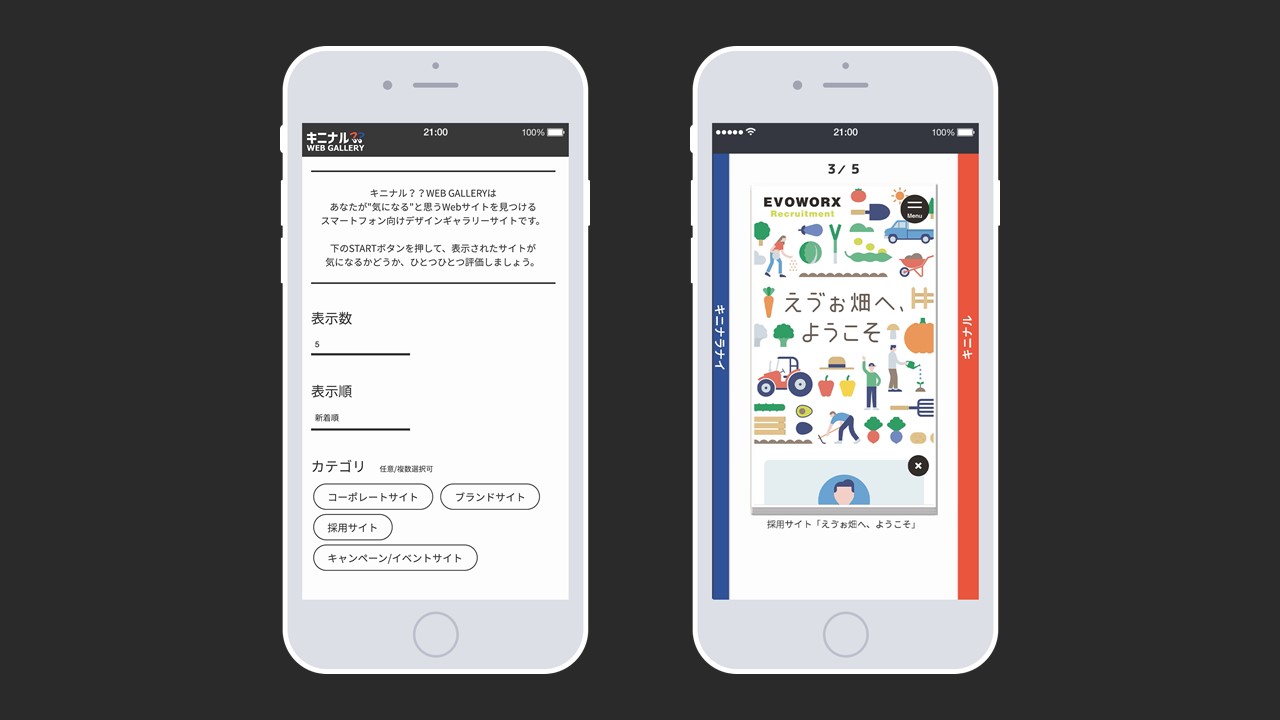 キニナル??
WEB GALLERY
21:00
100%
キニナル??WEB GALLERYは
あなたが"気になる"と思うWebサイトを見つける
スマートフォン向けデザインギャラリーサイトです。
下のSTARTボタンを押して、表示されたサイトが
気になるかどうか、ひとつひとつ評価しましょう。
表示数
5
表示順
新着順
カテゴリ 任意/複数選択可
コーポレートサイト ブランドサイト
採用サイト
キャンペーン/イベントサイト
21:00
100%
3/ 5
EVOWORX
Recruitment
Menu
えゔぉ畑へ、
ようこそ
キニナラナイ
キニナル
採用サイト「えゔぉ畑へ、ようこそ」